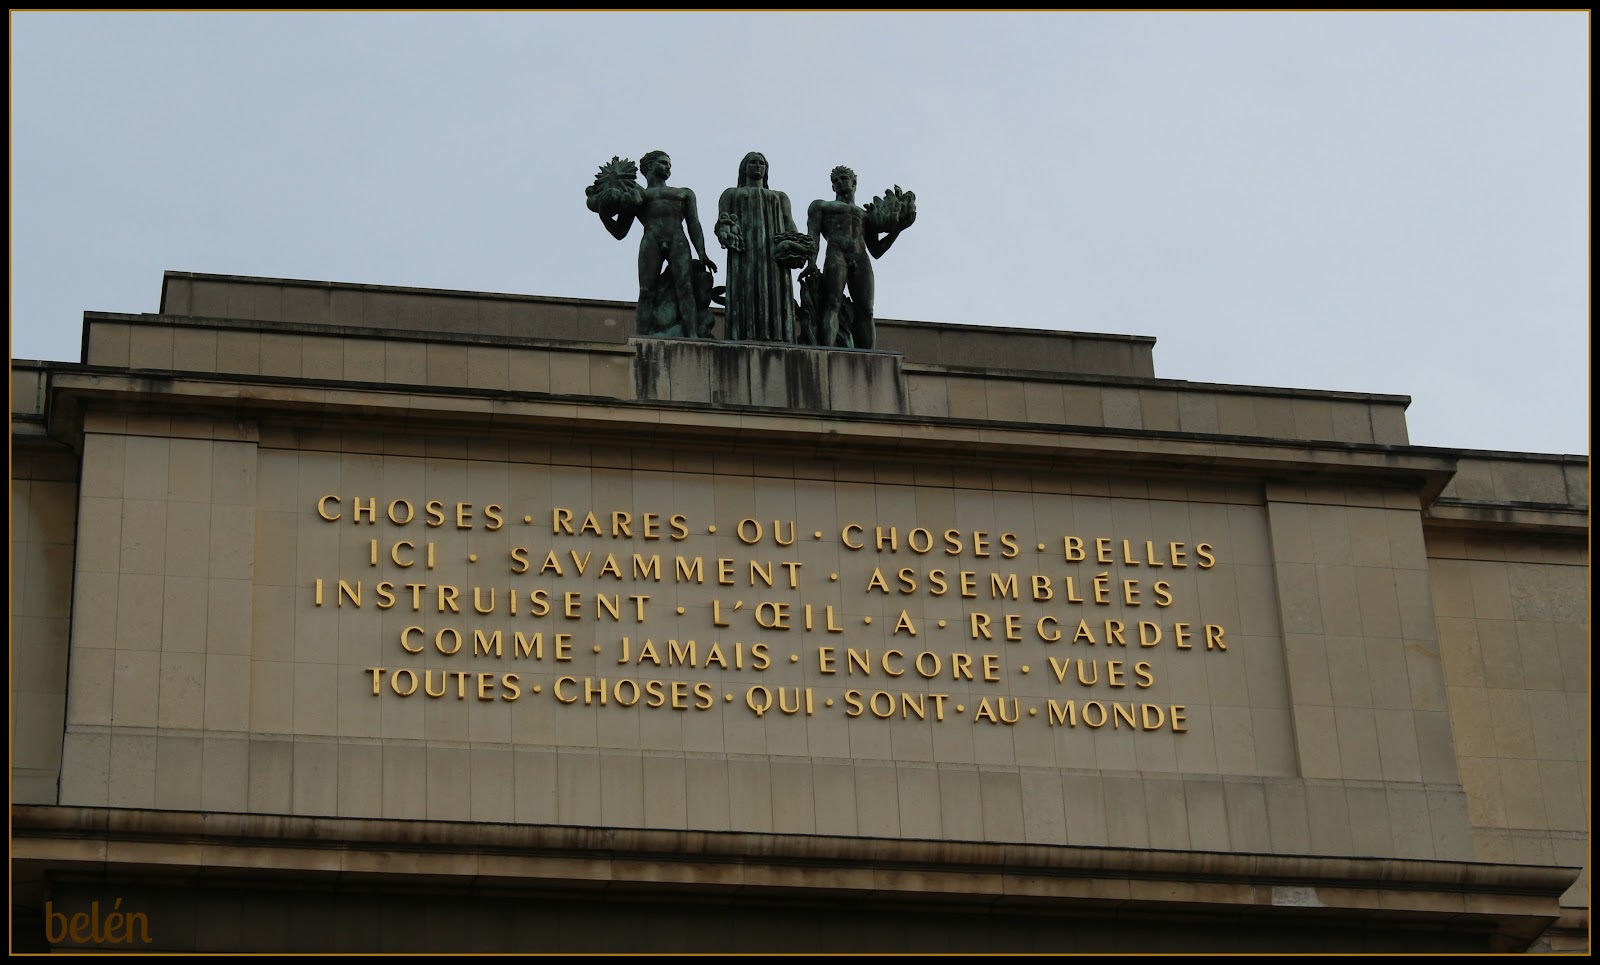 CHOSES · RARES · OU · CHOSES · BELLES
ICI · SAVAMMENT · ASSEMBLÉES
INSTRUISENT · L'ŒIL · A · REGARDER
COMME · JAMAIS · ENCORE · VUES
TOUTES · CHOSES · QUI · SONT · AU · MONDE
belén